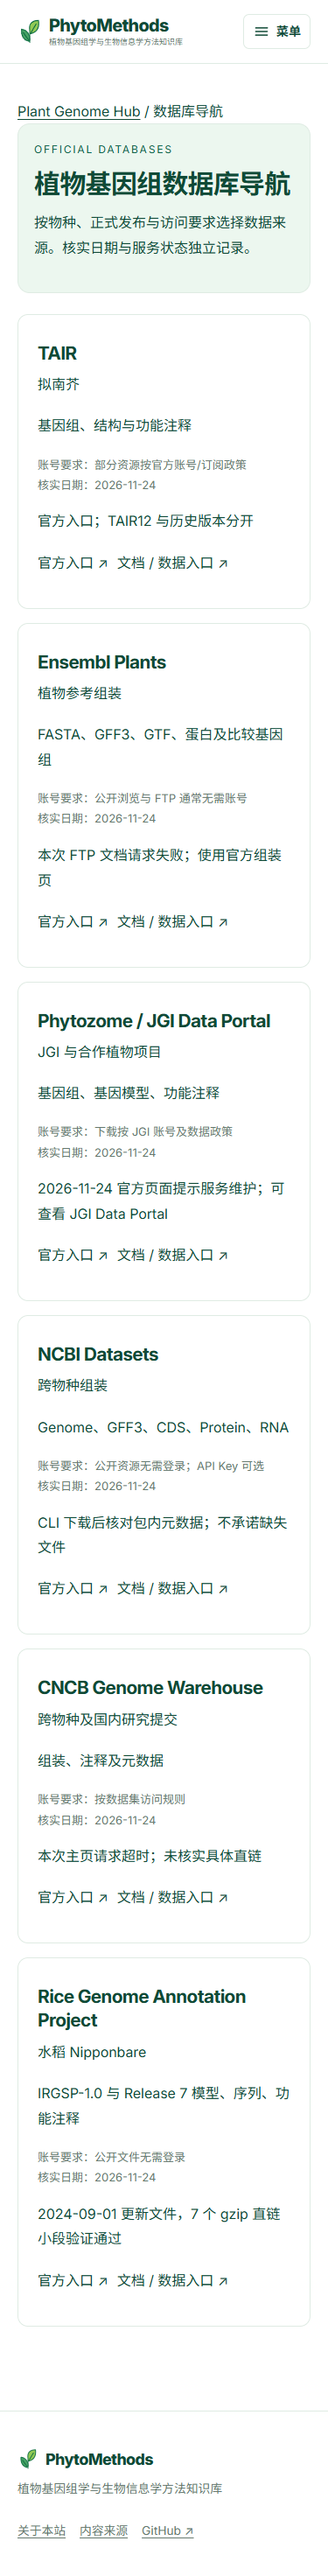 PhytoMethods
植物基因组学与生物信息学方法知识库
菜单
Plant Genome Hub / 数据库导航
OFFICIAL DATABASES
植物基因组数据库导航
按物种、正式发布与访问要求选择数据来
源。核实日期与服务状态独立记录。
TAIR
拟南芥
基因组、结构与功能注释
账号要求：部分资源按官方账号/订阅政策
核实日期：2026-11-24
官方入口；TAIR12 与历史版本分开
官方入口 ↗ 文档 / 数据入口 ↗
Ensembl Plants
植物参考组装
FASTA、GFF3、GTF、蛋白及比较基因
组
账号要求：公开浏览与 FTP 通常无需账号
核实日期：2026-11-24
本次 FTP 文档请求失败；使用官方组装
页
官方入口 ↗ 文档 / 数据入口 ↗
Phytozome / JGI Data Portal
JGI 与合作植物项目
基因组、基因模型、功能注释
账号要求：下载按 JGI 账号及数据政策
核实日期：2026-11-24
2026-11-24 官方页面提示服务维护；可
查看 JGI Data Portal
官方入口 ↗ 文档 / 数据入口 ↗
NCBI Datasets
跨物种组装
Genome、GFF3、CDS、Protein、RNA
账号要求：公开资源无需登录；API Key 可选
核实日期：2026-11-24
CLI 下载后核对包内元数据；不承诺缺失
文件
官方入口 ↗ 文档 / 数据入口 ↗
CNCB Genome Warehouse
跨物种及国内研究提交
组装、注释及元数据
账号要求：按数据集访问规则
核实日期：2026-11-24
本次主页请求超时；未核实具体直链
官方入口 ↗ 文档 / 数据入口 ↗
Rice Genome Annotation
Project
水稻 Nipponbare
IRGSP-1.0 与 Release 7 模型、序列、功
能注释
账号要求：公开文件无需登录
核实日期：2026-11-24
2024-09-01 更新文件，7 个 gzip 直链
小段验证通过
官方入口 ↗ 文档 / 数据入口 ↗
PhytoMethods
植物基因组学与生物信息学方法知识库
关于本站 内容来源 GitHub ↗